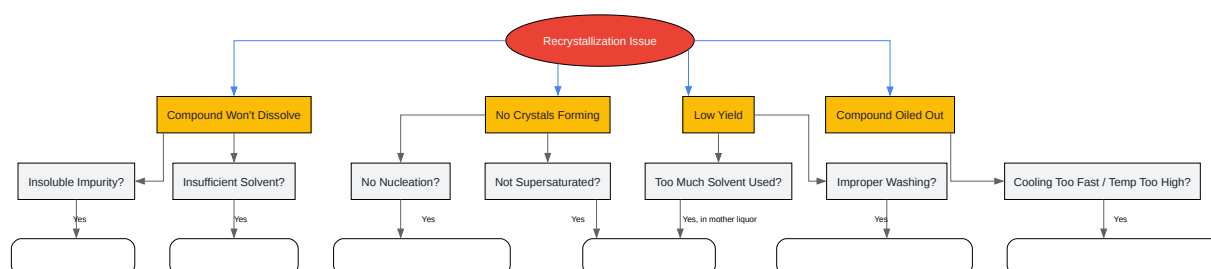 Recrystallization Issue
Compound Won't Dissolve
No Crystals Forming
Low Yield
Compound Oiled Out
Insoluble Impurity?
Insufficient Solvent?
No Nucleation?
Not Supersaturated?
Too Much Solvent Used?
Improper Washing?
Cooling Too Fast / Temp Too High?
Yes
Yes
Yes
Yes
Yes, in mother liquor
Yes
Yes